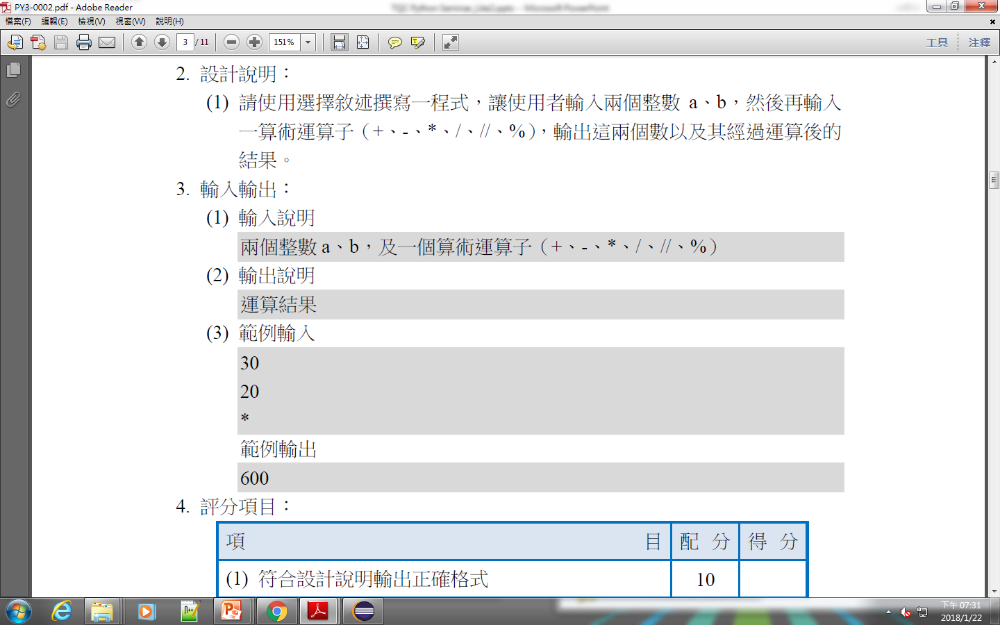 PY3-0002.pdf - Adobe Reader
檔案(F) 編輯(E) 檢視(V) 視窗(W) 說明(H)
3 / 11 151% 工具 注釋
2. 設計說明：
(1) 請使用選擇敘述撰寫一程式，讓使用者輸入兩個整數 a、b，然後再輸入
一算術運算子（+、-、*、/、//、%），輸出這兩個數以及其經過運算後的
結果。
3. 輸入輸出：
(1) 輸入說明
兩個整數 a、b，及一個算術運算子（+、-、*、/、//、%）
(2) 輸出說明
運算結果
(3) 範例輸入
30
20
*
範例輸出
600
4. 評分項目：
項 目 配 分 得 分
(1) 符合設計說明輸出正確格式 10
下午 07:31
2018/1/22